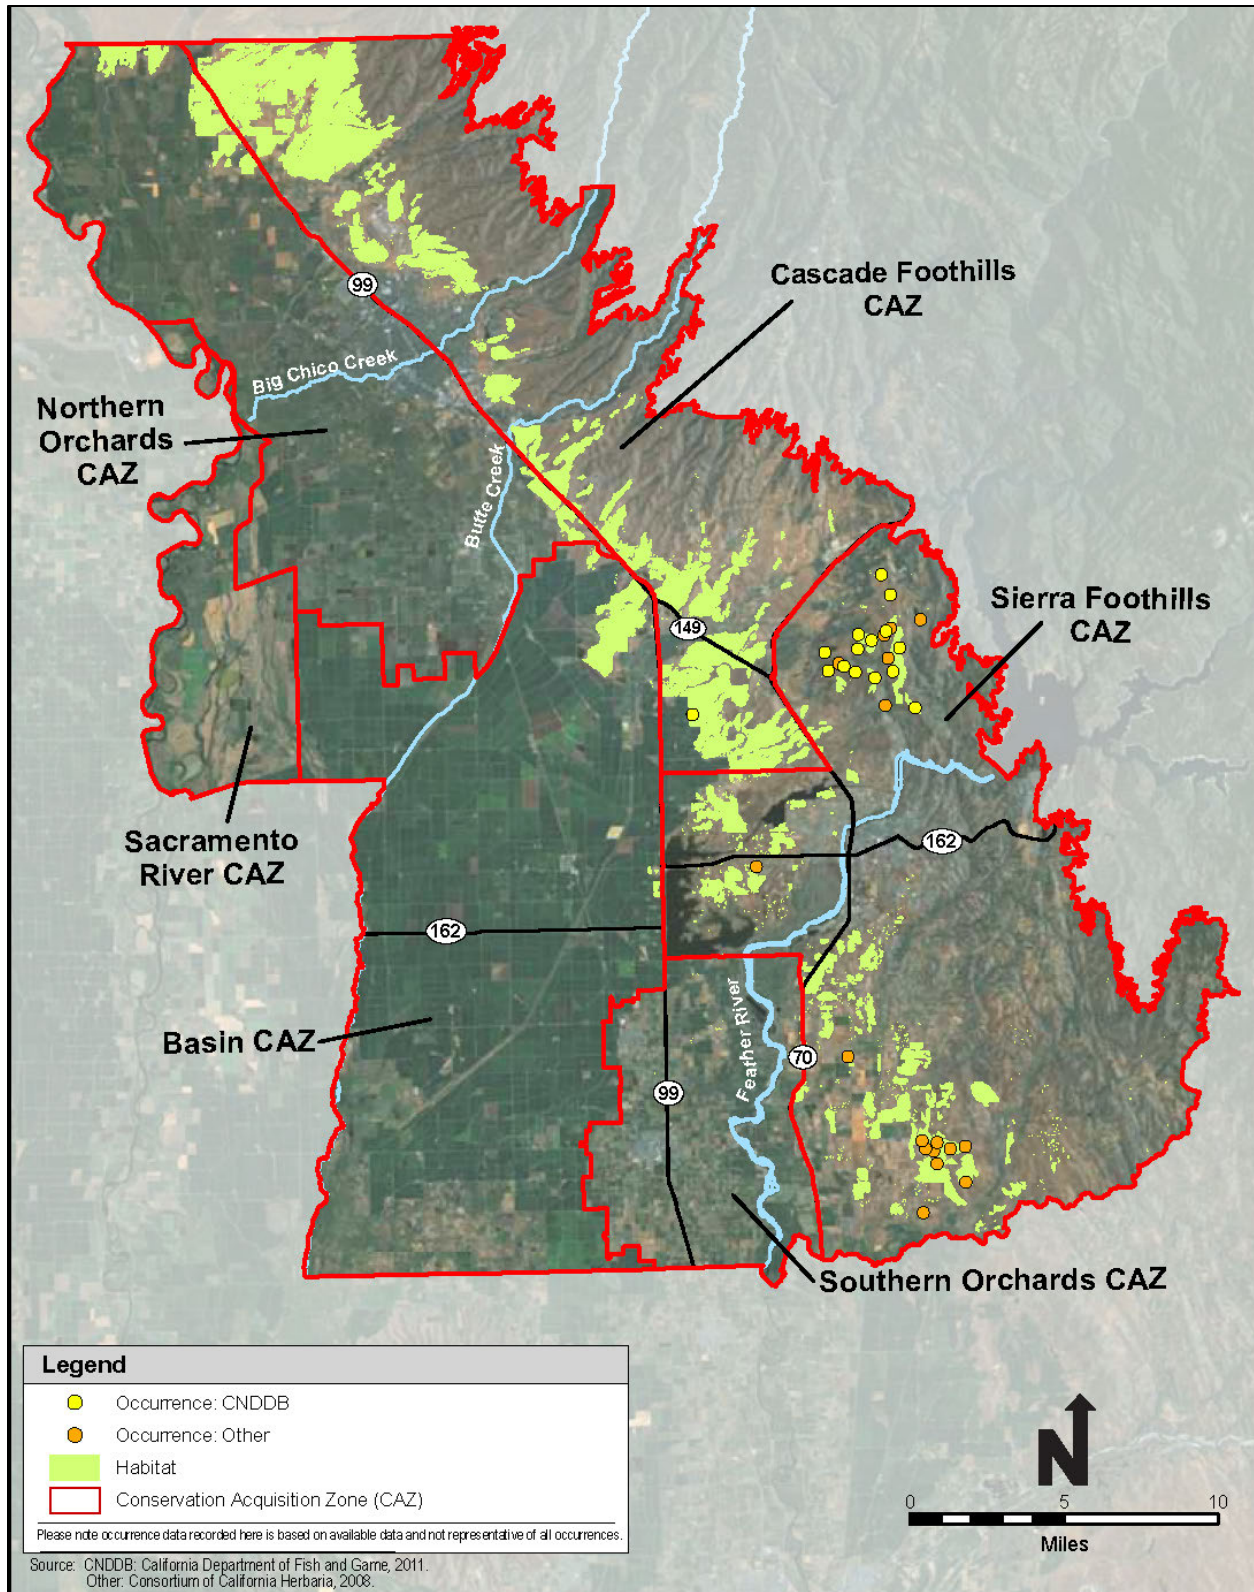 Cascade Foothills
CAZ
99
Big Chico Creek
Northern
Orchards
CAZ
Butte Creek
Sierra Foothills
CAZ
149
Sacramento
River CAZ
162
162
Basin CAZ
Feather River
70
99
Southern Orchards CAZ
Legend
Occurrence: CNDDB
Occurrence: Other
Habitat
Conservation Acquisition Zone (CAZ)
Please note occurrence data recorded here is based on available data and not representative of all occurrences.
Source: CNDDB: California Department of Fish and Game, 2011.
Other: Consortium of California Herbaria, 2008.
N
0 5 10
Miles